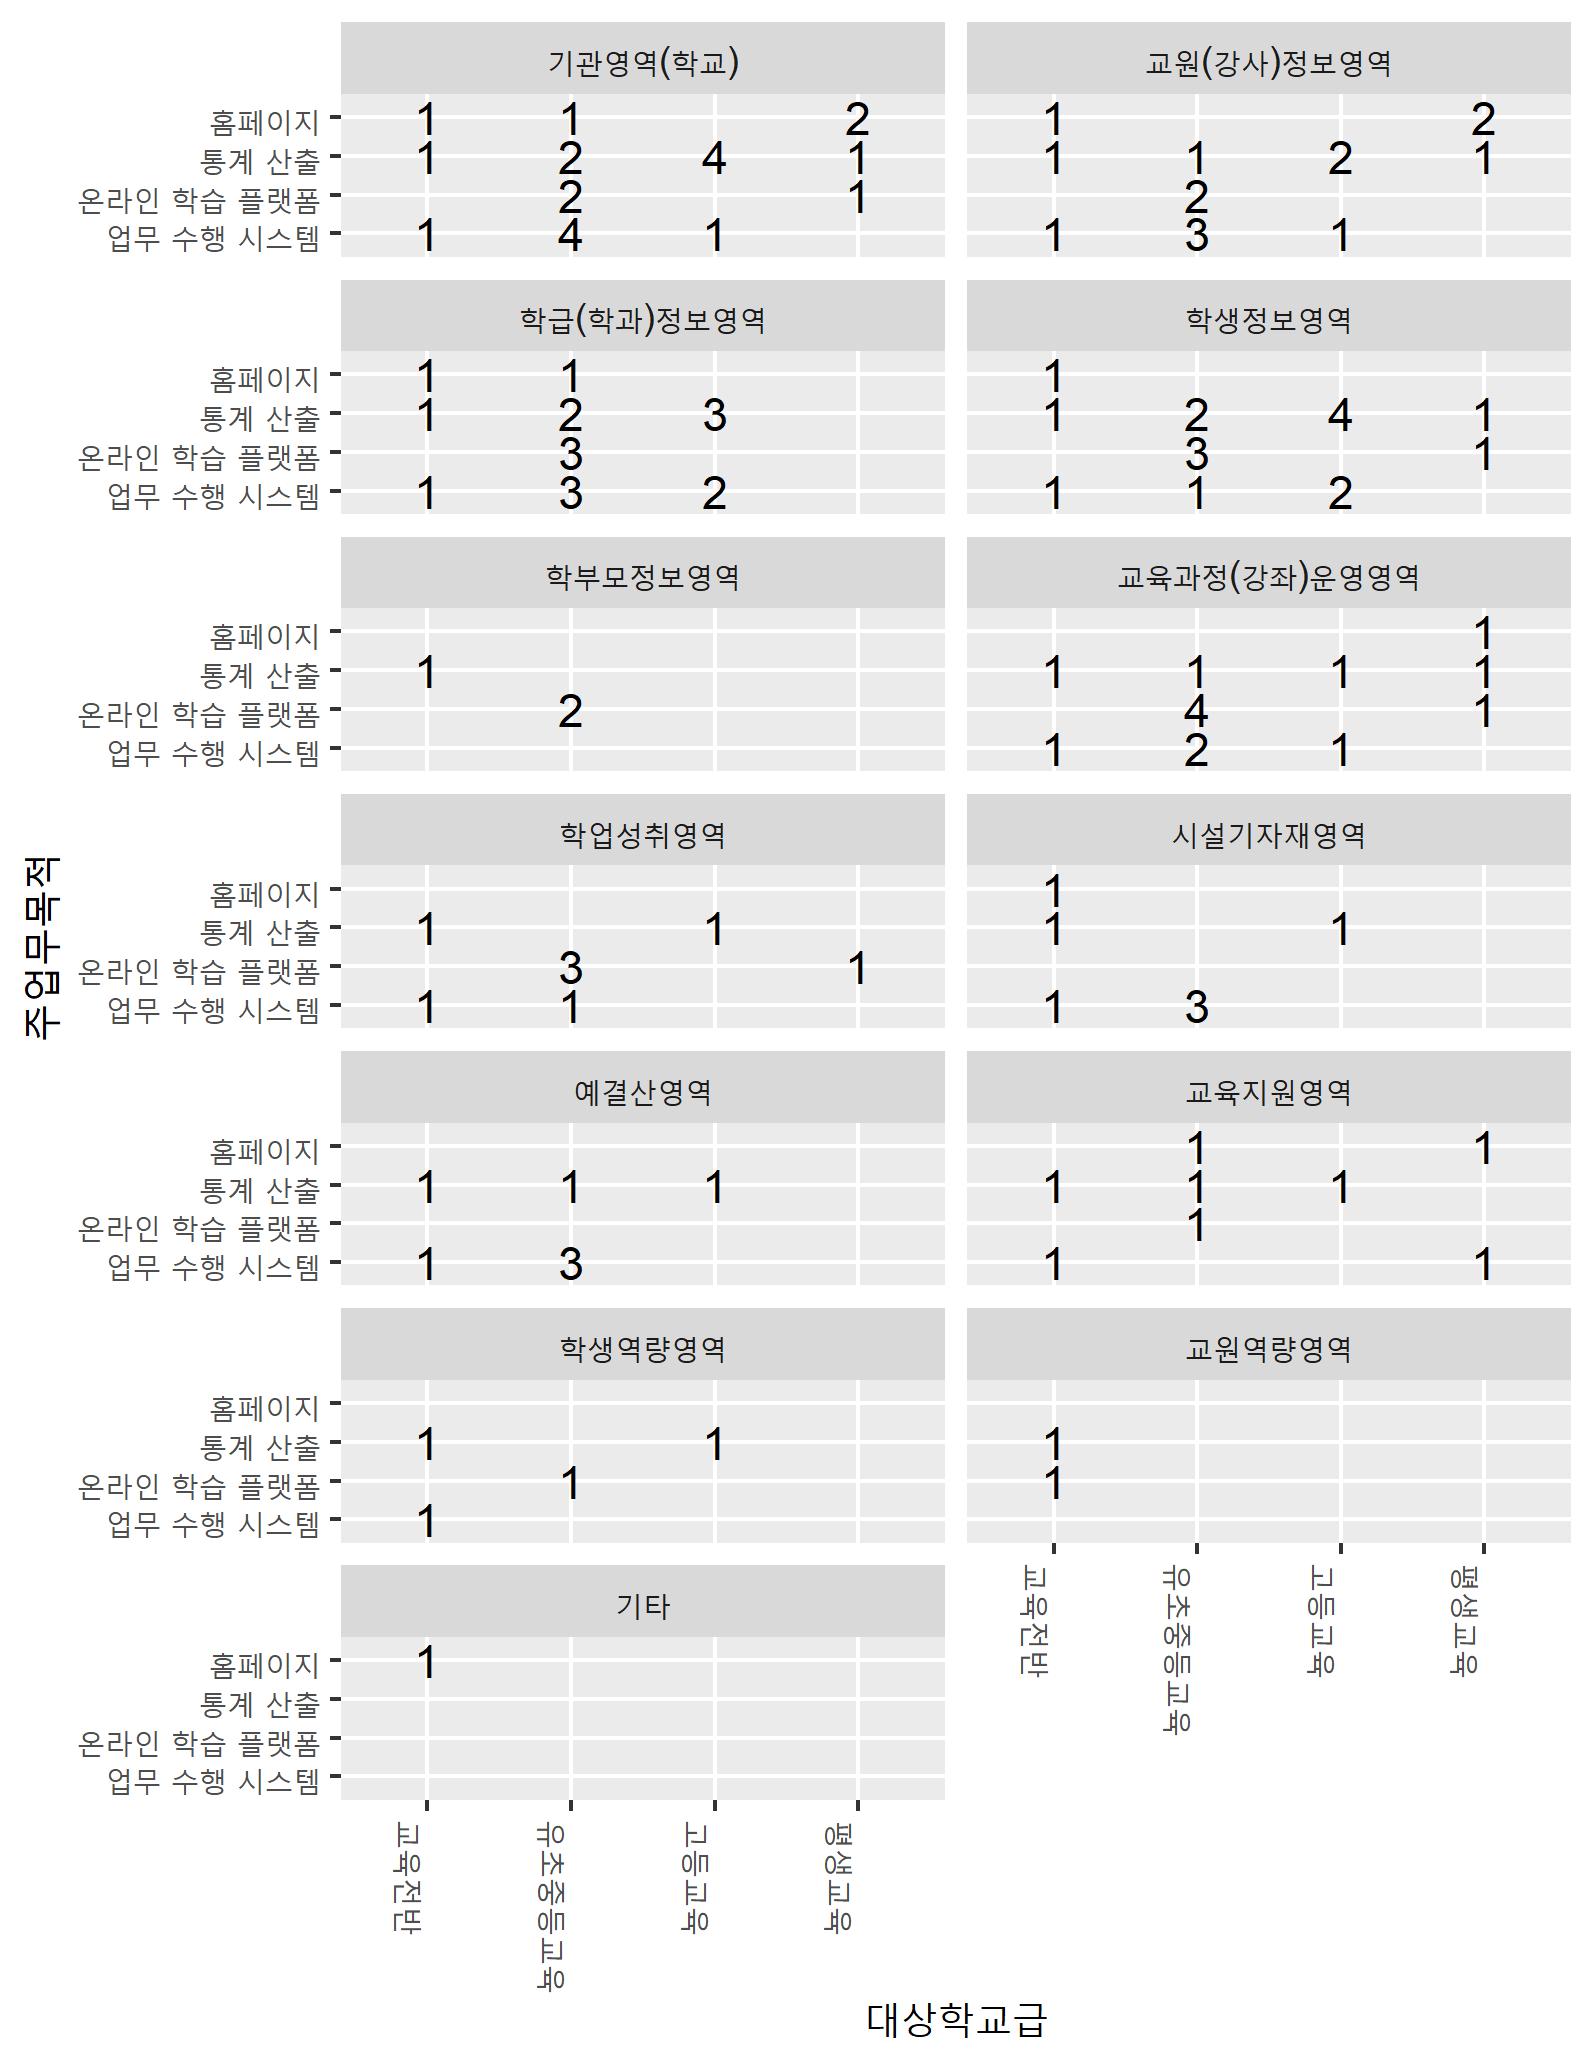 기관영역(학교) 교원(강사)정보영역
홈페이지 1 1 2 1 2
통계 산출 1 2 4 1 1 1 2 1
온라인 학습 플랫폼 2 1 2
업무 수행 시스템 1 4 1 1 3 1
학급(학과)정보영역 학생정보영역
홈페이지 1 1 1
통계 산출 1 2 3 1 2 4 1
온라인 학습 플랫폼 3 3 1
업무 수행 시스템 1 3 2 1 1 2
학부모정보영역 교육과정(강좌)운영영역
홈페이지 1
통계 산출 1 1 1 1 1
온라인 학습 플랫폼 2 4 1
업무 수행 시스템 1 2 1
학업성취영역 시설기자재영역
홈페이지 1
통계 산출 1 1 1 1
온라인 학습 플랫폼 3 1
업무 수행 시스템 1 1 1 3
예결산영역 교육지원영역
홈페이지 1 1
통계 산출 1 1 1 1 1 1
온라인 학습 플랫폼 1
업무 수행 시스템 1 3 1 1
학생역량영역 교원역량영역
홈페이지
통계 산출 1 1 1
온라인 학습 플랫폼 1 1
업무 수행 시스템 1
교육전반 유초중등교육 고등교육 평생교육
기타
홈페이지 1
통계 산출
온라인 학습 플랫폼
업무 수행 시스템
교육전반 유초중등교육 고등교육 평생교육
대상학교급
주업무목적